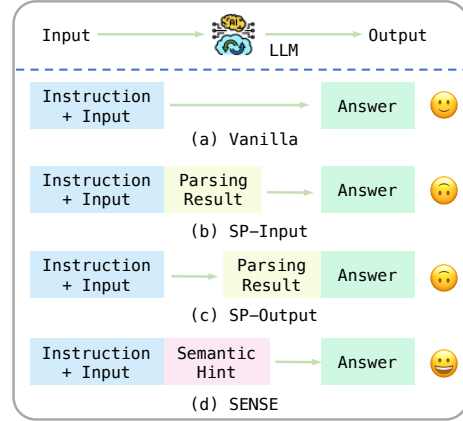 Input
AI
LLM
Output
Instruction
+ Input
Answer
(a) Vanilla
Instruction
+ Input
Parsing
Result
Answer
(b) SP-Input
Instruction
+ Input
Parsing
Result
Answer
(c) SP-Output
Instruction
+ Input
Semantic
Hint
Answer
(d) SENSE